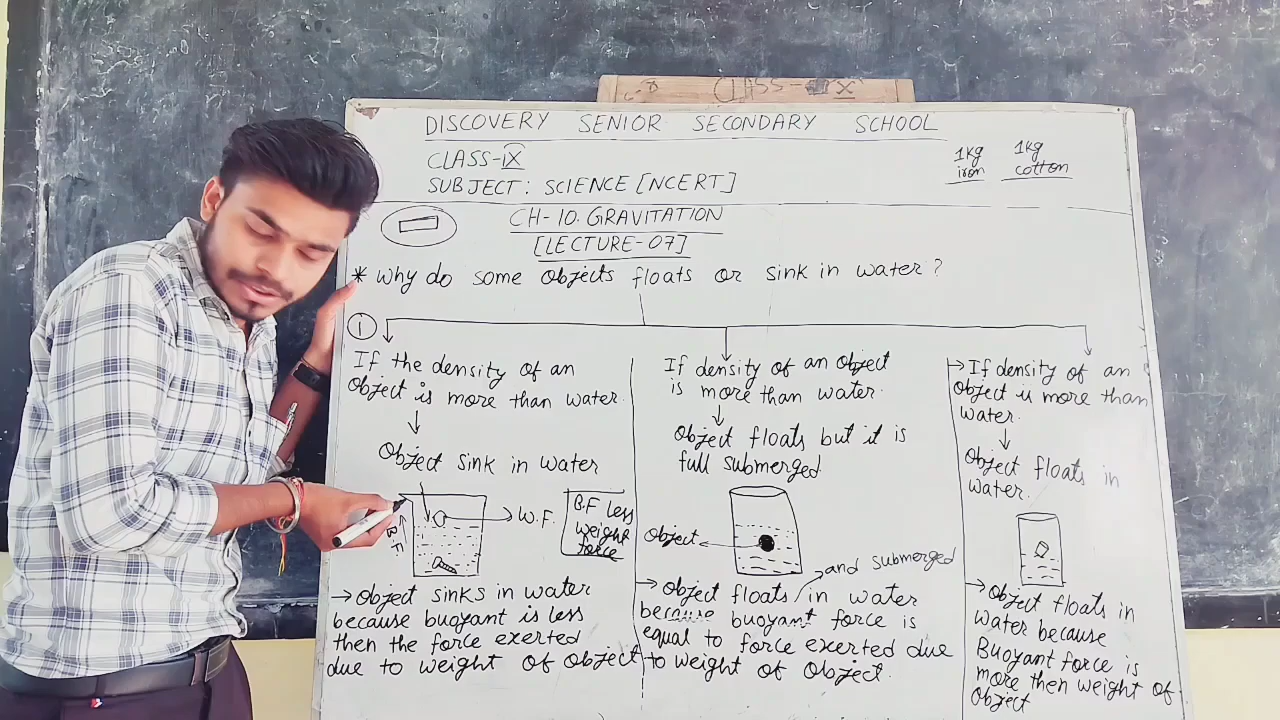 CLASS- IX
DISCOVERY SENIOR SECONDARY SCHOOL
CLASS-IX
SUBJECT: SCIENCE [NCERT]
1kg iron
1kg cotton
CH-10. GRAVITATION
[LECTURE-07]
* Why do some objects floats or sink in water?
①
If the density of an
object is more than water.
Object sink in water
W.F.
B.F
B.F less
weight
force
→ Object sinks in water
because buoyant is less
then the force exerted
due to weight of object
If density of an object
is more than water.
Object floats but it is
full submerged
Object
and submerged
→ Object floats in water
because buoyant force is
equal to force exerted due
to weight of object.
→ If density of an
object is more than
water.
Object floats in
water.
→ Object floats in
water because
Buoyant force is
more then weight of
object